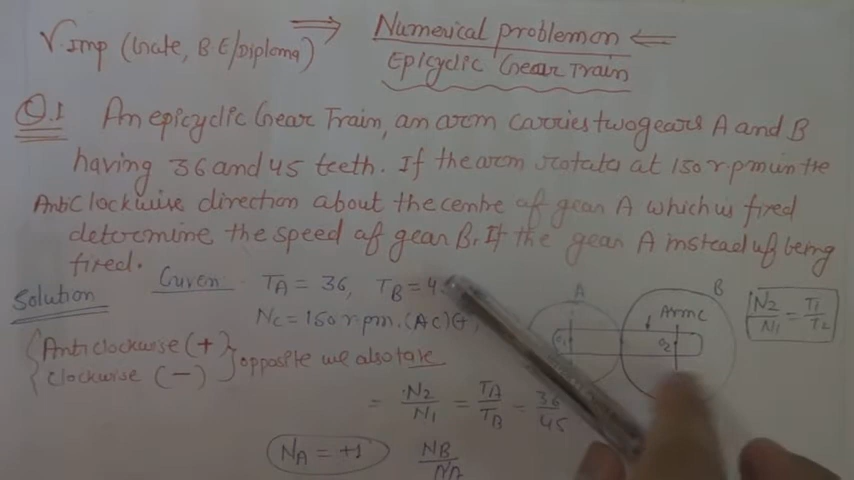 V.Imp (Gate, B.E/Diploma) ⇒ Numerical problem on ⇐
Epicyclic Gear Train
Q.1 An epicyclic Gear Train, an arm carries two gears A and B
having 36 and 45 teeth. If the arm rotates at 150 r.p.m in the
Anticlockwise direction about the centre of gear A which is fixed
determine the speed of gear B. If the gear A instead of being
fixed.
Solution Given TA = 36, TB = 4
NC = 150 r.p.m. (AC) (+
Anticlockwise (+)
Clockwise (-)
opposite we also take
A
B
Arm C
O1
O2
N2/N1 = T1/T2
= N2/N1 = TA/TB = 36/45
NA = +1
NB/NA